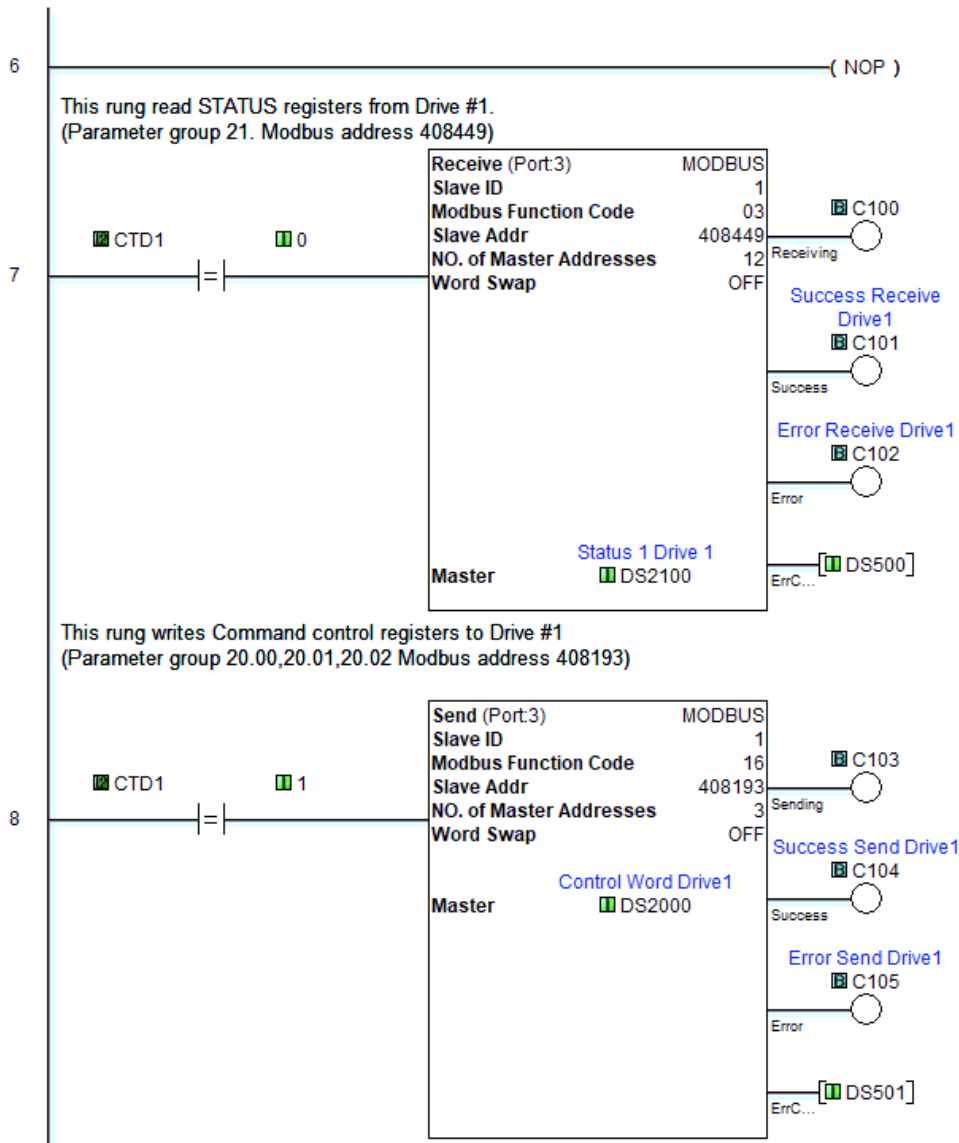 6
( NOP )
This rung read STATUS registers from Drive #1.
(Parameter group 21. Modbus address 408449)
7
CTD1 0
=
Receive (Port:3) MODBUS
Slave ID 1
Modbus Function Code 03
Slave Addr 408449
NO. of Master Addresses 12
Word Swap OFF
Status 1 Drive 1
Master DS2100
C100
Receiving
Success Receive
Drive1
C101
Success
Error Receive Drive1
C102
Error
DS500
ErrC...
This rung writes Command control registers to Drive #1
(Parameter group 20.00,20.01,20.02 Modbus address 408193)
8
CTD1 1
=
Send (Port:3) MODBUS
Slave ID 1
Modbus Function Code 16
Slave Addr 408193
NO. of Master Addresses 3
Word Swap OFF
Control Word Drive1
Master DS2000
C103
Sending
Success Send Drive1
C104
Success
Error Send Drive1
C105
Error
DS501
ErrC...